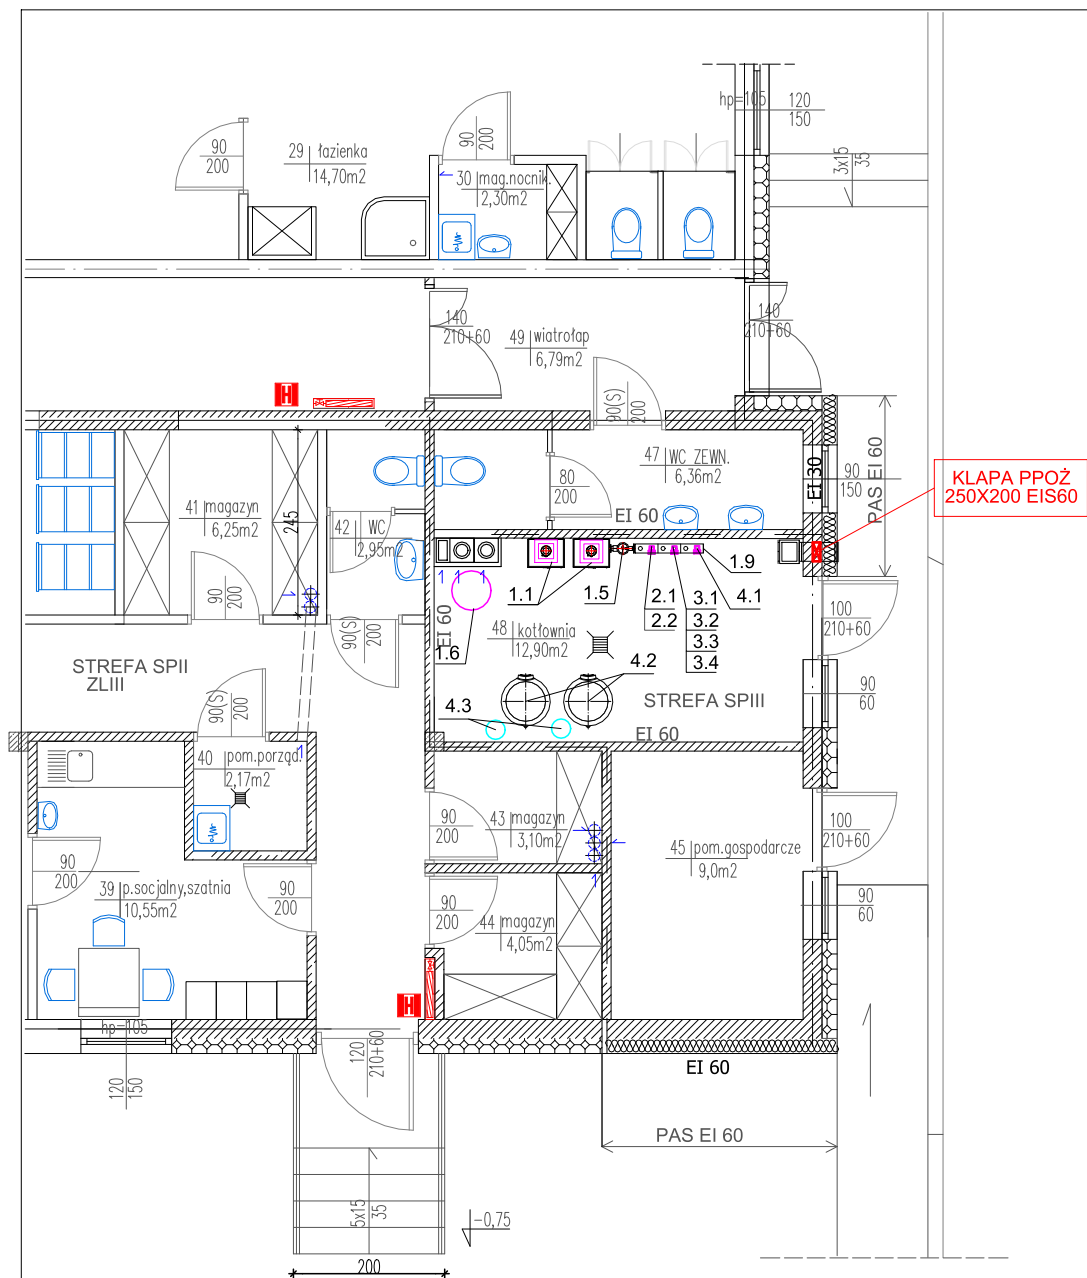 hp=105
120
150
3x15
35
90
200
29 łazienka
14,70m2
90
200
30 mag.nocnik.
2,30m2
140
210+60
49 wiatrołap
6,79m2
140
210+60
H
90(S)
200
41 magazyn
6,25m2
245
42 WC
2,95m2
80
200
47 WC ZEWN.
6,36m2
EI 60
EI 30
90
150
PAS EI 60
KLAPA PPOŻ
250X200 EIS60
90
200
90(S)
200
EI 60
1.1
1.5
2.1
2.2
3.1
3.2
3.3
3.4
4.1
1.9
1.6
48 kotłownia
12,90m2
4.2
4.3
STREFA SPIII
EI 60
100
210+60
90
60
STREFA SPII
ZLIII
90(S)
200
40 pom.porząd.
2,17m2
90
200
43 magazyn
3,10m2
45 pom.gospodarcze
9,0m2
100
210+60
90
200
39 p.socjalny,szatnia
10,55m2
90
200
90
200
44 magazyn
4,05m2
90
60
H
hp=105
120
150
120
210+60
EI 60
PAS EI 60
5x15
35
-0,75
200